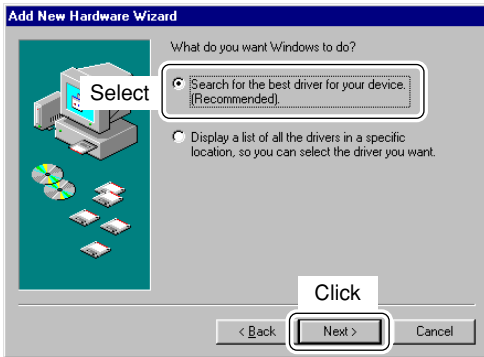 Add New Hardware Wizard
What do you want Windows to do?
Select
Search for the best driver for your device.
(Recommended).
Display a list of all the drivers in a specific
location, so you can select the driver you want.
Click
< Back
Next >
Cancel